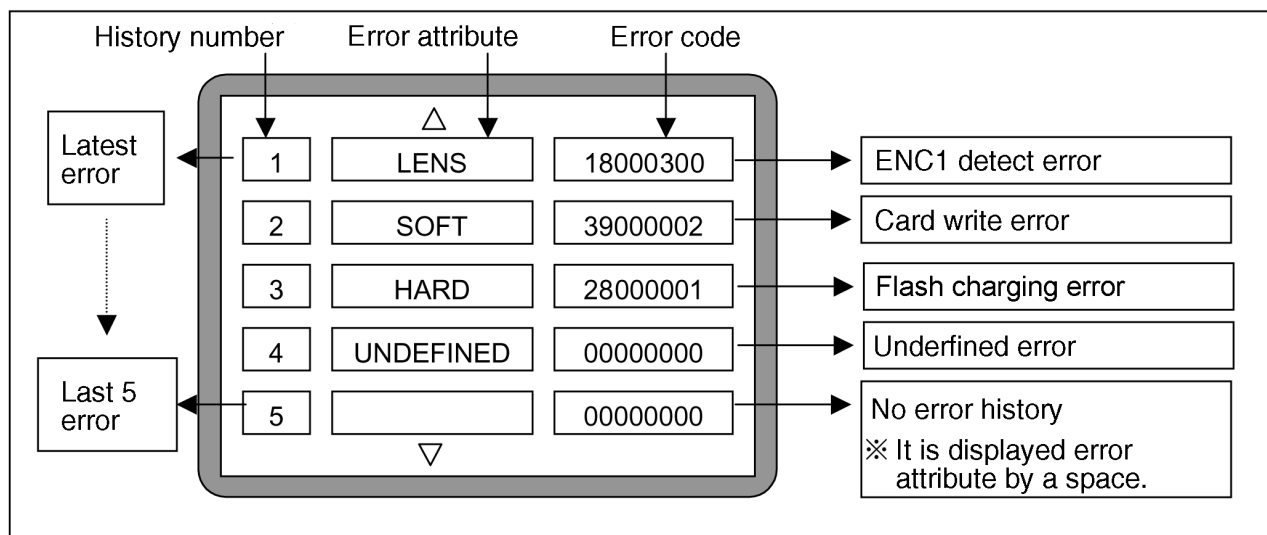 History number Error attribute Error code
△
Latest
error
1 LENS 18000300 ENC1 detect error
2 SOFT 39000002 Card write error
3 HARD 28000001 Flash charging error
4 UNDEFINED 00000000 Underfined error
Last 5
error
5 00000000 No error history
▽
※ It is displayed error
attribute by a space.